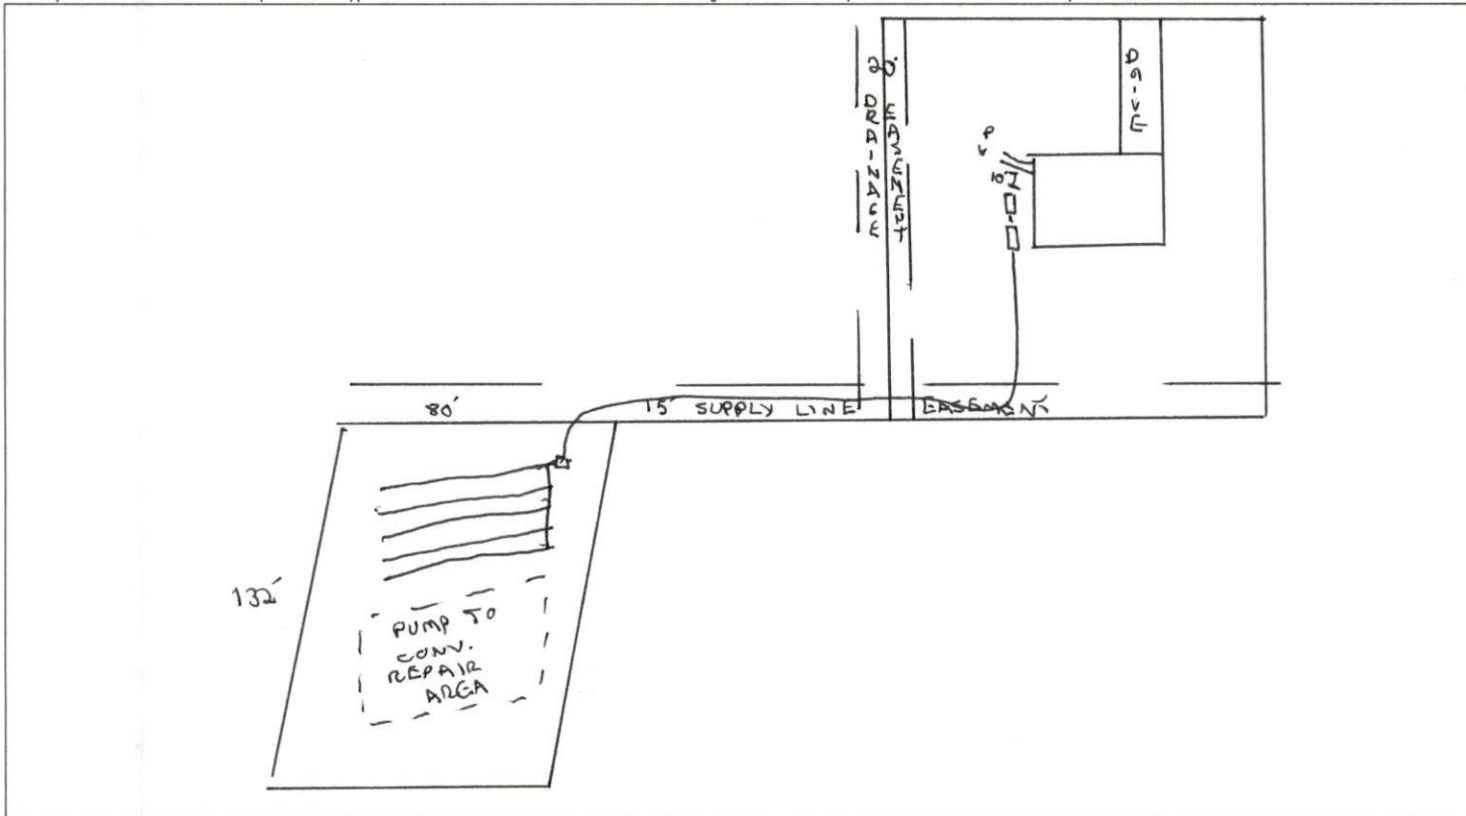 20' EASEMENT
DRAINAGE
DRIVE
P
10'
80'
15' SUPPLY LINE EASEMENT
132'
PUMP TO
CONV.
REPAIR
AREA